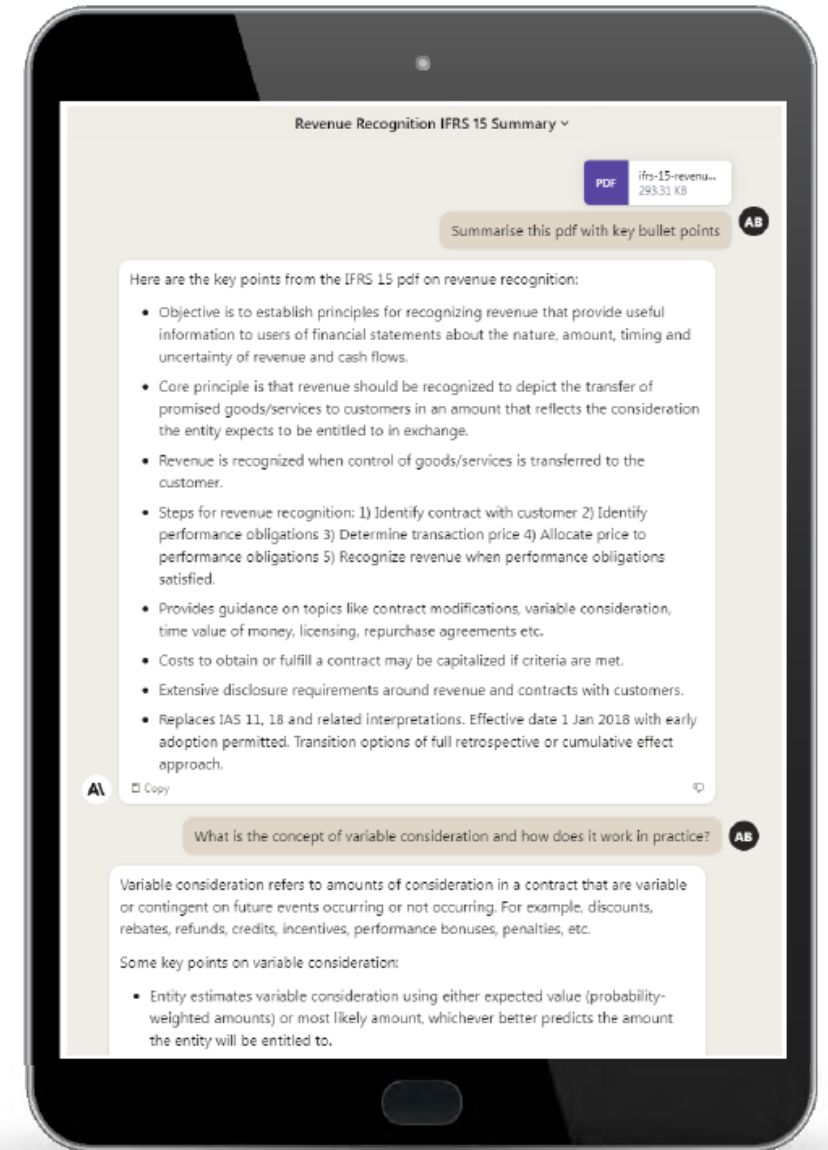 Revenue Recognition IFRS 15 Summary
PDF
ifrs-15-revenu...
293.31 KB
Summarise this pdf with key bullet points
AB
Here are the key points from the IFRS 15 pdf on revenue recognition:
• Objective is to establish principles for recognizing revenue that provide useful
information to users of financial statements about the nature, amount, timing and
uncertainty of revenue and cash flows.
• Core principle is that revenue should be recognized to depict the transfer of
promised goods/services to customers in an amount that reflects the consideration
the entity expects to be entitled to in exchange.
• Revenue is recognized when control of goods/services is transferred to the
customer.
• Steps for revenue recognition: 1) Identify contract with customer 2) Identify
performance obligations 3) Determine transaction price 4) Allocate price to
performance obligations 5) Recognize revenue when performance obligations
satisfied.
• Provides guidance on topics like contract modifications, variable consideration,
time value of money, licensing, repurchase agreements etc.
• Costs to obtain or fulfill a contract may be capitalized if criteria are met.
• Extensive disclosure requirements around revenue and contracts with customers.
• Replaces IAS 11, 18 and related interpretations. Effective date 1 Jan 2018 with early
adoption permitted. Transition options of full retrospective or cumulative effect
approach.
A\
Copy
What is the concept of variable consideration and how does it work in practice?
AB
Variable consideration refers to amounts of consideration in a contract that are variable
or contingent on future events occurring or not occurring. For example, discounts,
rebates, refunds, credits, incentives, performance bonuses, penalties, etc.
Some key points on variable consideration:
• Entity estimates variable consideration using either expected value (probability-
weighted amounts) or most likely amount, whichever better predicts the amount
the entity will be entitled to.